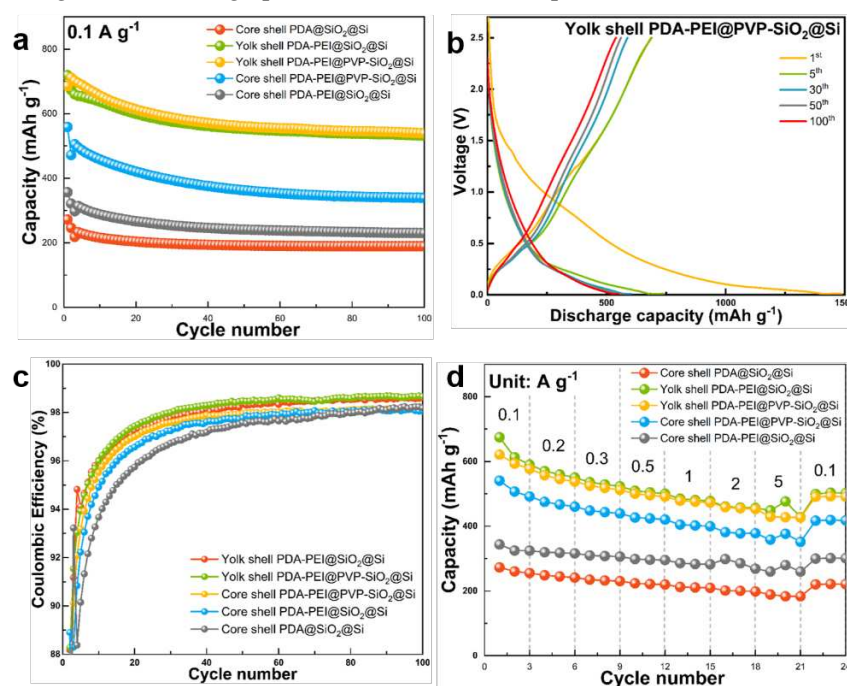 a
0.1 A g⁻¹
Core shell PDA@SiO₂@Si
Yolk shell PDA-PEI@SiO₂@Si
Yolk shell PDA-PEI@PVP-SiO₂@Si
Core shell PDA-PEI@PVP-SiO₂@Si
Core shell PDA-PEI@SiO₂@Si
Capacity (mAh g⁻¹)
800
600
400
200
0
0 20 40 60 80 100
Cycle number
b
Yolk shell PDA-PEI@PVP-SiO₂@Si
1st
5th
30th
50th
100th
Voltage (V)
2.5
2.0
1.5
1.0
0.5
0.0
0 500 1000 1500
Discharge capacity (mAh g⁻¹)
c
Coulombic Efficiency (%)
100
98
96
94
92
90
88
Yolk shell PDA-PEI@SiO₂@Si
Yolk shell PDA-PEI@PVP-SiO₂@Si
Core shell PDA-PEI@PVP-SiO₂@Si
Core shell PDA-PEI@SiO₂@Si
Core shell PDA@SiO₂@Si
0 20 40 60 80 100
Cycle number
d
Unit: A g⁻¹
Core shell PDA@SiO₂@Si
Yolk shell PDA-PEI@SiO₂@Si
Yolk shell PDA-PEI@PVP-SiO₂@Si
Core shell PDA-PEI@PVP-SiO₂@Si
Core shell PDA-PEI@SiO₂@Si
Capacity (mAh g⁻¹)
800
600
400
200
0
0.1 0.2 0.3 0.5 1 2 5 0.1
0 3 6 9 12 15 18 21 24
Cycle number